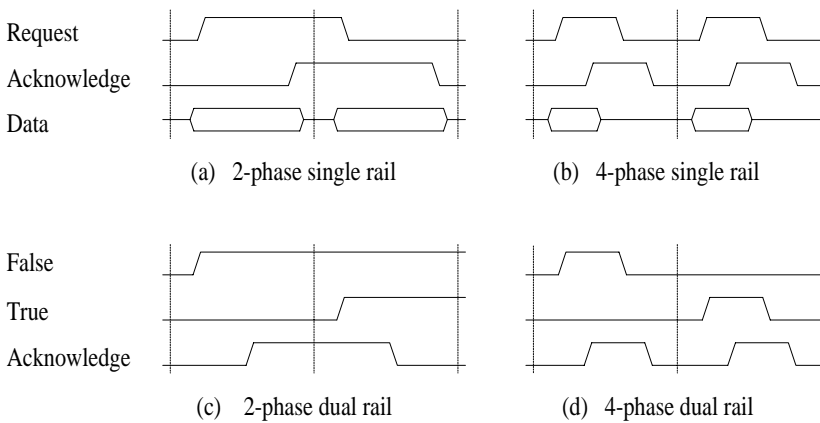 Request
Acknowledge
Data
(a) 2-phase single rail
(b) 4-phase single rail
False
True
Acknowledge
(c) 2-phase dual rail
(d) 4-phase dual rail